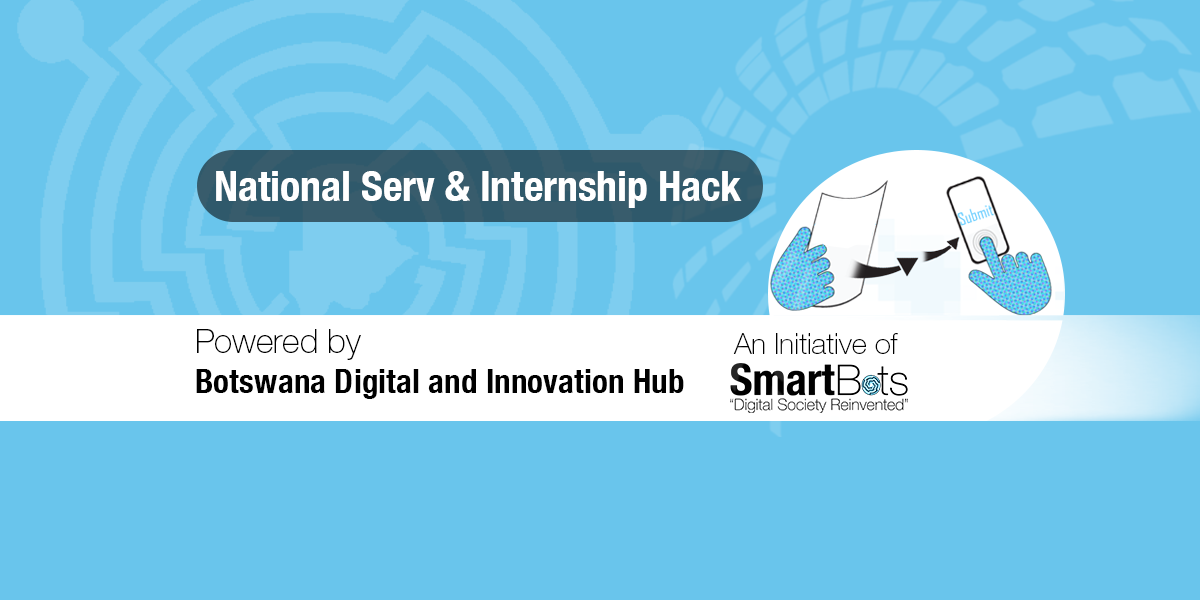 National Serv & Internship Hack
Submit
Powered by
Botswana Digital and Innovation Hub
An Initiative of
SmartBots
“Digital Society Reinvented”